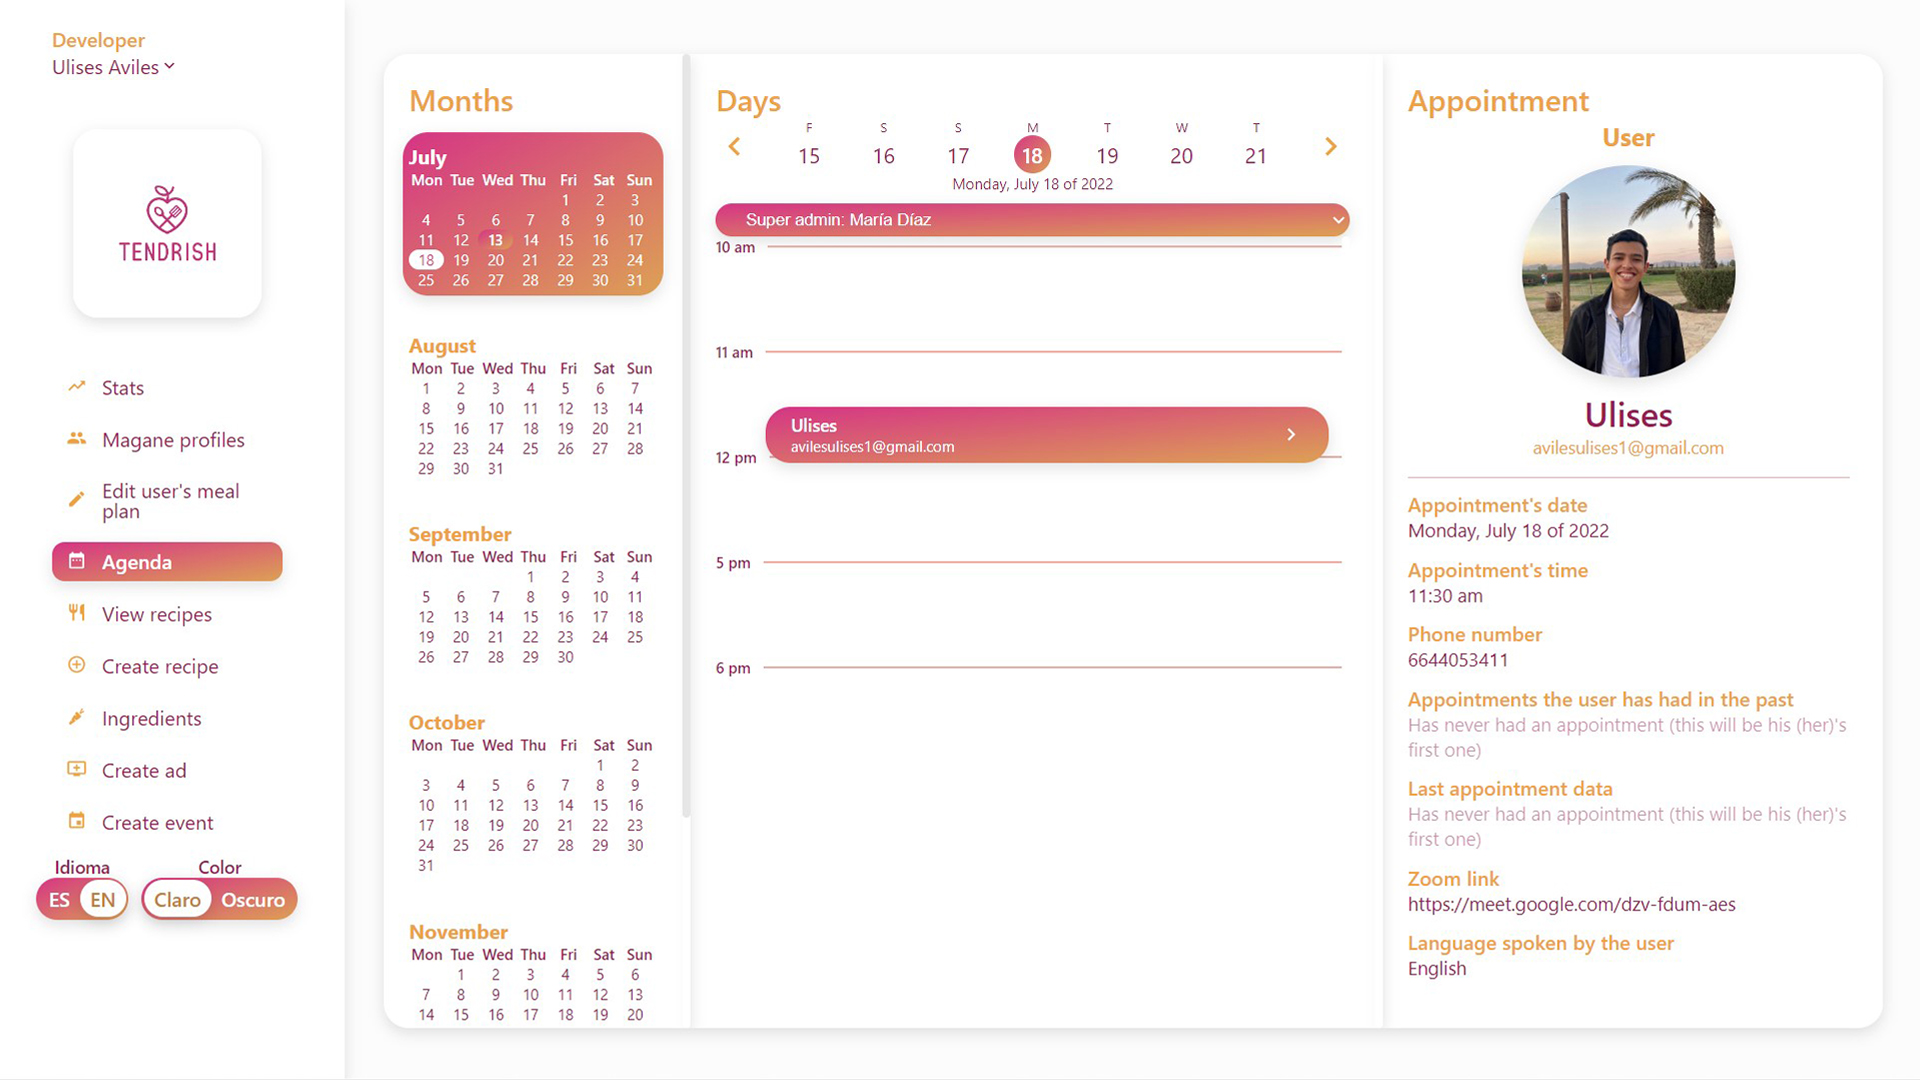 Developer
Ulises Aviles
TENDRISH
Stats
Magane profiles
Edit user's meal
plan
Agenda
View recipes
Create recipe
Ingredients
Create ad
Create event
Idioma
Color
ES EN
Claro Oscuro
Months
July
Mon Tue Wed Thu Fri Sat Sun
1 2 3
4 5 6 7 8 9 10
11 12 13 14 15 16 17
18 19 20 21 22 23 24
25 26 27 28 29 30 31
August
Mon Tue Wed Thu Fri Sat Sun
1 2 3 4 5 6 7
8 9 10 11 12 13 14
15 16 17 18 19 20 21
22 23 24 25 26 27 28
29 30 31
September
Mon Tue Wed Thu Fri Sat Sun
1 2 3 4
5 6 7 8 9 10 11
12 13 14 15 16 17 18
19 20 21 22 23 24 25
26 27 28 29 30
October
Mon Tue Wed Thu Fri Sat Sun
1 2
3 4 5 6 7 8 9
10 11 12 13 14 15 16
17 18 19 20 21 22 23
24 25 26 27 28 29 30
31
November
Mon Tue Wed Thu Fri Sat Sun
1 2 3 4 5 6
7 8 9 10 11 12 13
14 15 16 17 18 19 20
Days
F S S M T W T
15 16 17 18 19 20 21
Monday, July 18 of 2022
Super admin: María Díaz
10 am
11 am
Ulises
avilesulises1@gmail.com
12 pm
5 pm
6 pm
Appointment
User
Ulises
avilesulises1@gmail.com
Appointment's date
Monday, July 18 of 2022
Appointment's time
11:30 am
Phone number
6644053411
Appointments the user has had in the past
Has never had an appointment (this will be his (her)'s
first one)
Last appointment data
Has never had an appointment (this will be his (her)'s
first one)
Zoom link
https://meet.google.com/dzv-fdum-aes
Language spoken by the user
English